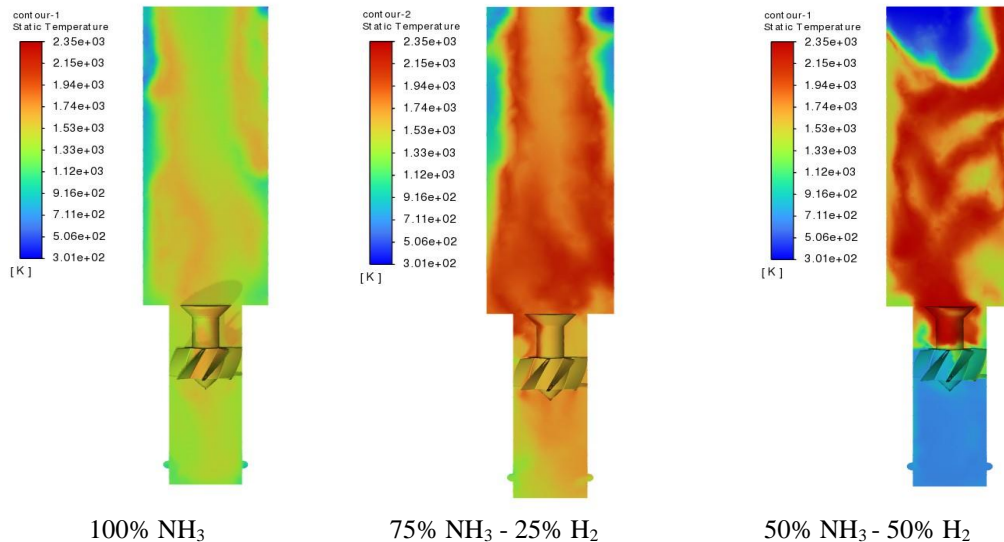 contour-1
Static Temperature
2.35e+03
2.15e+03
1.94e+03
1.74e+03
1.53e+03
1.33e+03
1.12e+03
9.16e+02
7.11e+02
5.06e+02
3.01e+02
[K]
100% NH₃
contour-2
Static Temperature
2.35e+03
2.15e+03
1.94e+03
1.74e+03
1.53e+03
1.33e+03
1.12e+03
9.16e+02
7.11e+02
5.06e+02
3.01e+02
[K]
75% NH₃ - 25% H₂
contour-1
Static Temperature
2.35e+03
2.15e+03
1.94e+03
1.74e+03
1.53e+03
1.33e+03
1.12e+03
9.16e+02
7.11e+02
5.06e+02
3.01e+02
[K]
50% NH₃ - 50% H₂